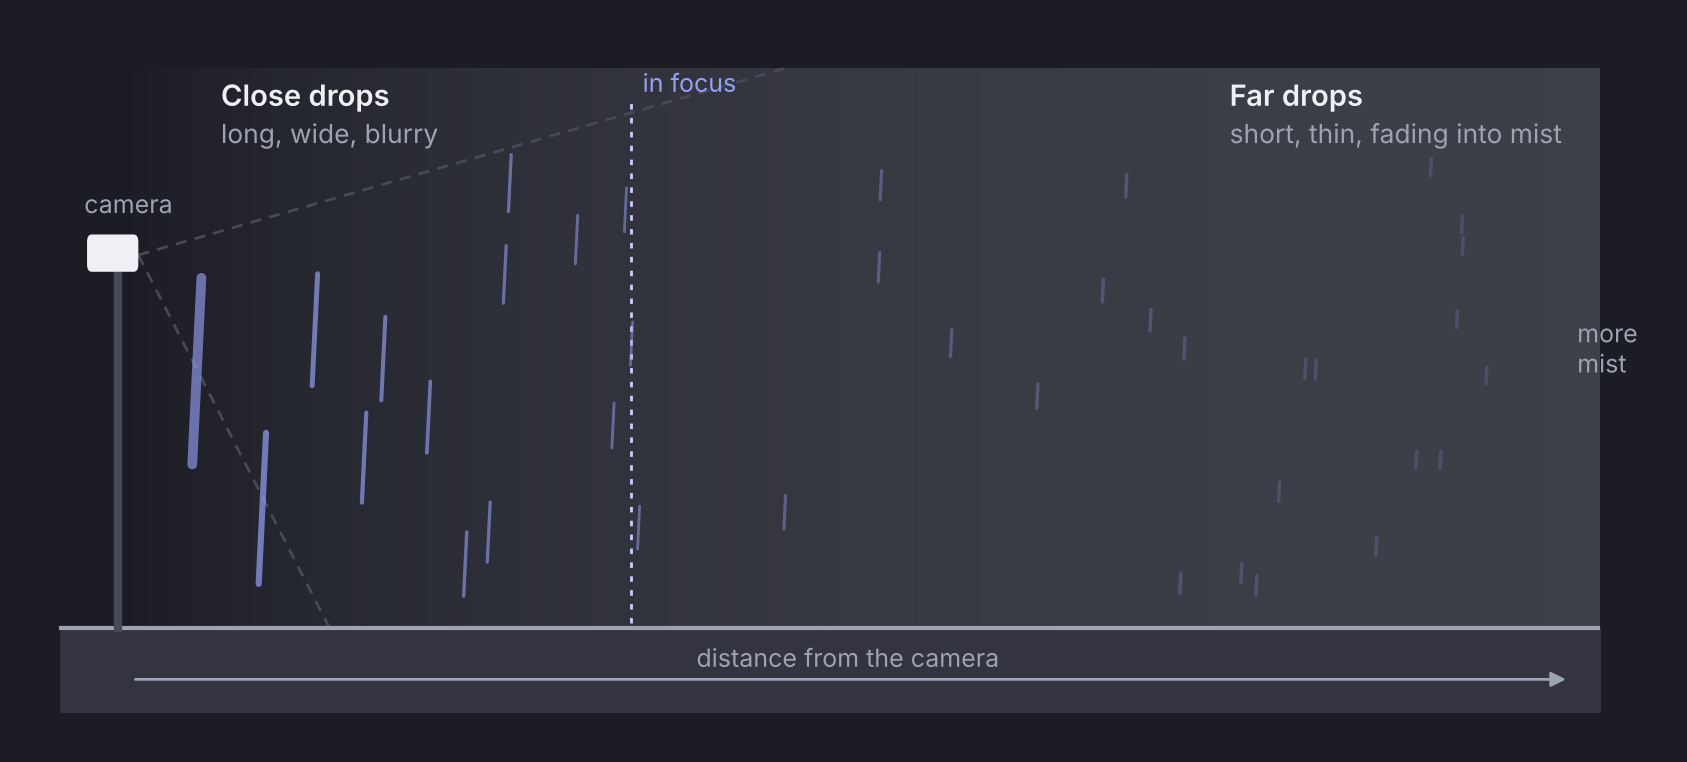 in focus
Close drops
long, wide, blurry
Far drops
short, thin, fading into mist
camera
more
mist
distance from the camera